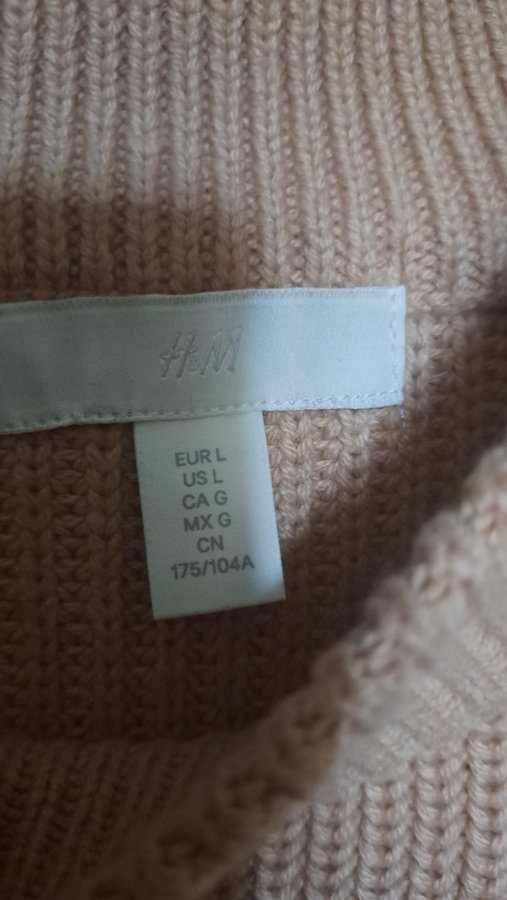 H&M
EUR L
US L
CA G
MX G
CN
175/104A